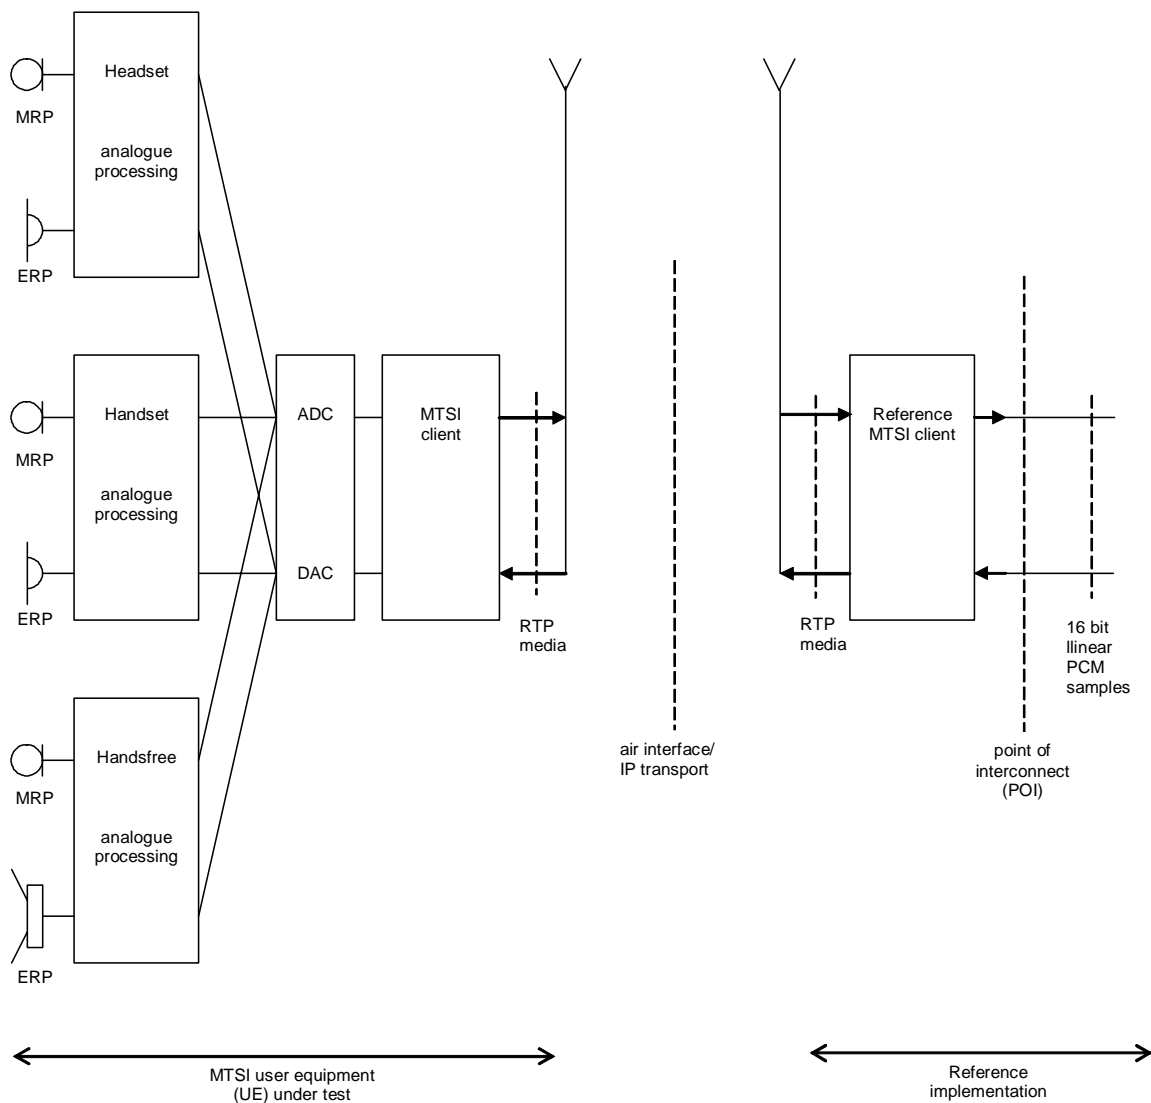 Headset
MRP
analogue
processing
ERP
Handset
MRP
analogue
processing
ERP
Handsfree
MRP
analogue
processing
ERP
ADC
DAC
MTSI
client
RTP
media
air interface/
IP transport
RTP
media
Reference
MTSI client
point of
interconnect
(POI)
16 bit
llinear
PCM
samples
MTSI user equipment
(UE) under test
Reference
implementation